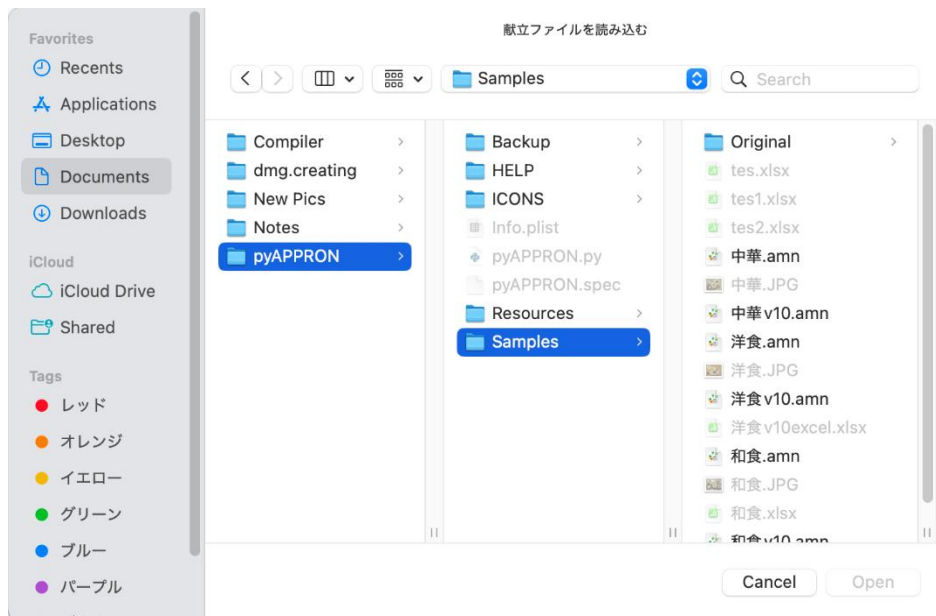 献立ファイルを読み込む
Favorites
Recents
Applications
Desktop
Documents
Downloads
iCloud
iCloud Drive
Shared
Tags
レッド
オレンジ
イエロー
グリーン
ブルー
パープル
Samples
Search
Compiler
dmg.creating
New Pics
Notes
pyAPPRON
Backup
HELP
ICONS
Info.plist
pyAPPRON.py
pyAPPRON.spec
Resources
Samples
Original
tes.xlsx
tes1.xlsx
tes2.xlsx
中華.amn
中華.JPG
中華v10.amn
洋食.amn
洋食.JPG
洋食v10.amn
洋食v10excel.xlsx
和食.amn
和食.JPG
和食.xlsx
和食v10.amn
Cancel
Open